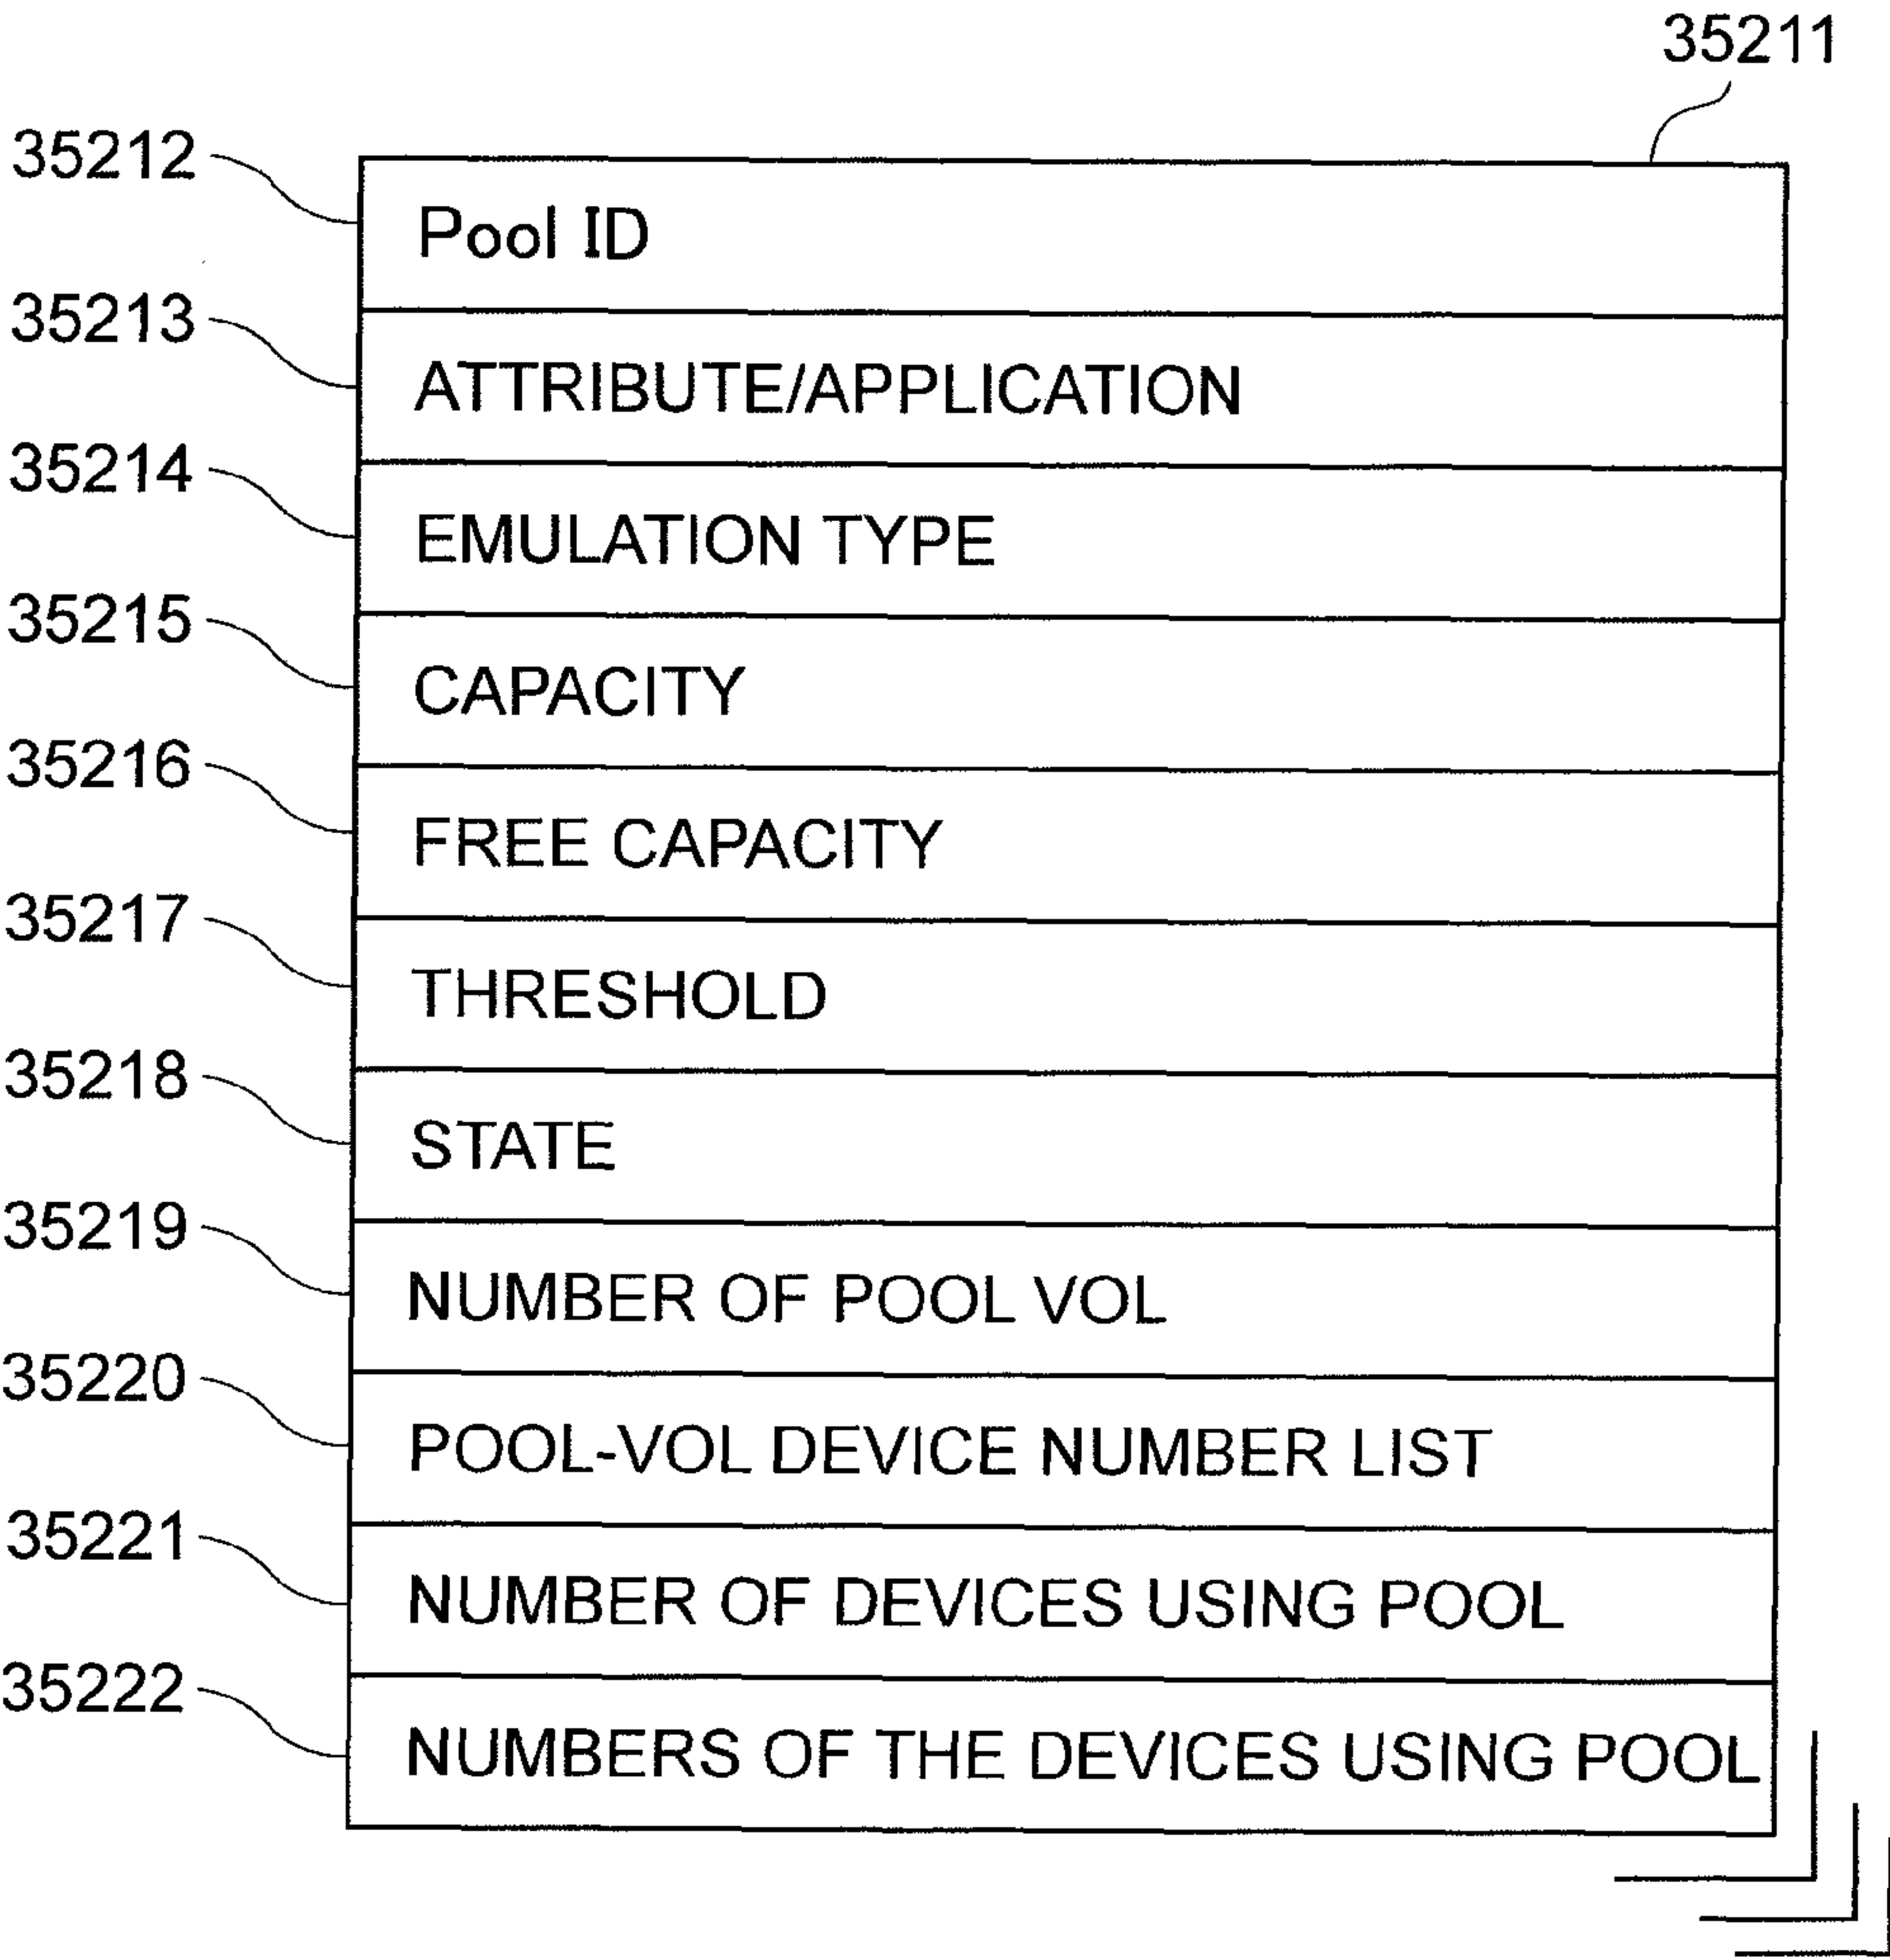 35211
35212 Pool ID
35213 ATTRIBUTE/APPLICATION
35214 EMULATION TYPE
35215 CAPACITY
35216 FREE CAPACITY
35217 THRESHOLD
35218 STATE
35219 NUMBER OF POOL VOL
35220 POOL-VOL DEVICE NUMBER LIST
35221 NUMBER OF DEVICES USING POOL
35222 NUMBERS OF THE DEVICES USING POOL